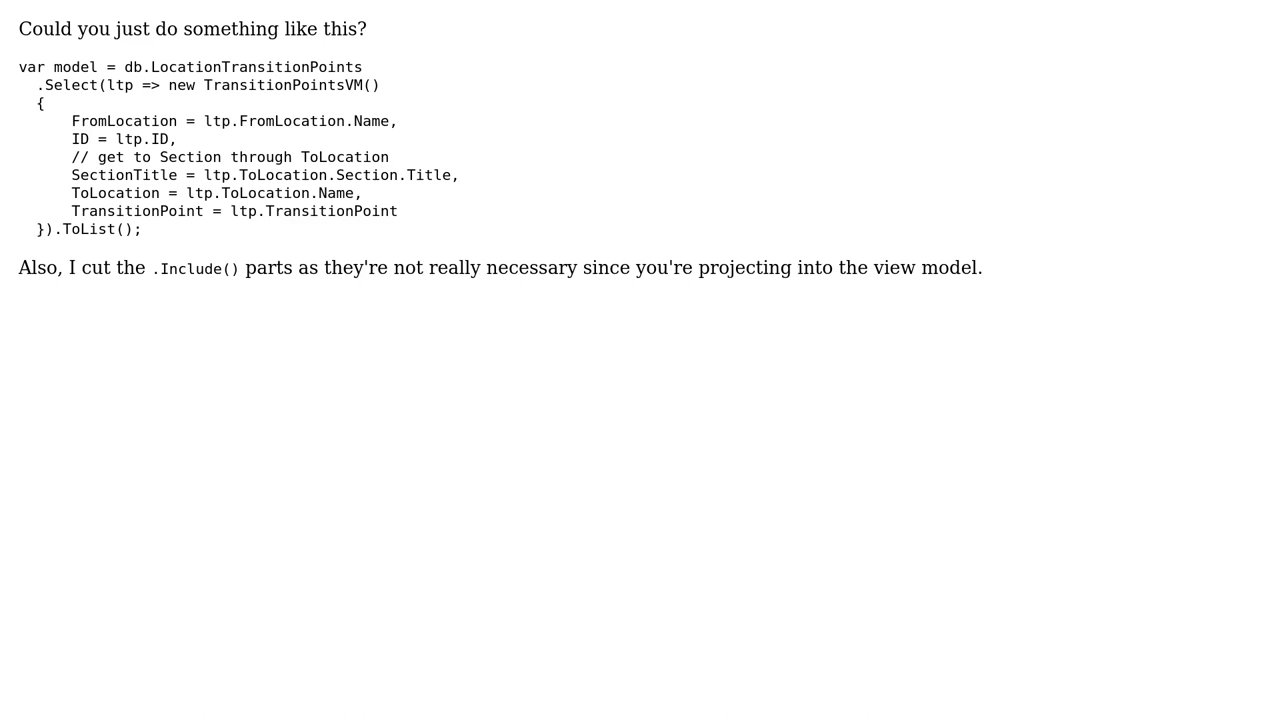 Could you just do something like this?
var model = db.LocationTransitionPoints
  .Select(ltp => new TransitionPointsVM()
  {
      FromLocation = ltp.FromLocation.Name,
      ID = ltp.ID,
      // get to Section through ToLocation
      SectionTitle = ltp.ToLocation.Section.Title,
      ToLocation = ltp.ToLocation.Name,
      TransitionPoint = ltp.TransitionPoint
  }).ToList();
Also, I cut the .Include() parts as they're not really necessary since you're projecting into the view model.